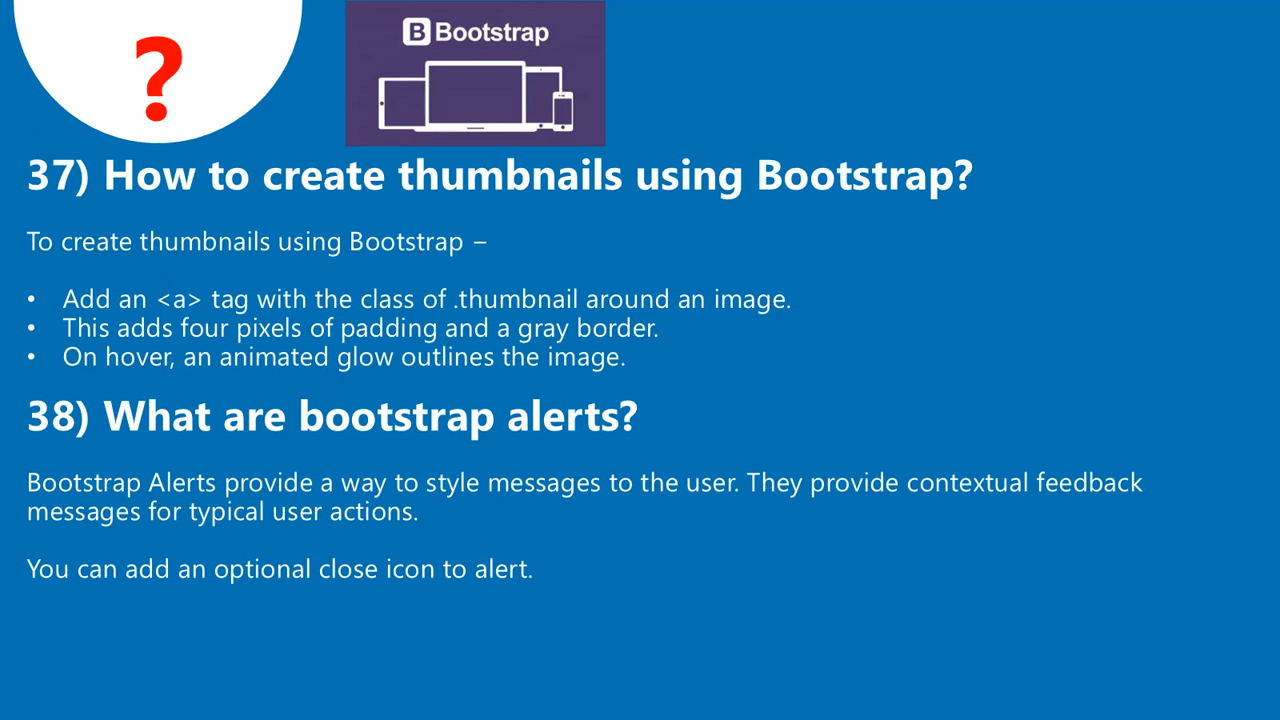 ?
B Bootstrap
37) How to create thumbnails using Bootstrap?
To create thumbnails using Bootstrap –
• Add an <a> tag with the class of .thumbnail around an image.
• This adds four pixels of padding and a gray border.
• On hover, an animated glow outlines the image.
38) What are bootstrap alerts?
Bootstrap Alerts provide a way to style messages to the user. They provide contextual feedback
messages for typical user actions.
You can add an optional close icon to alert.